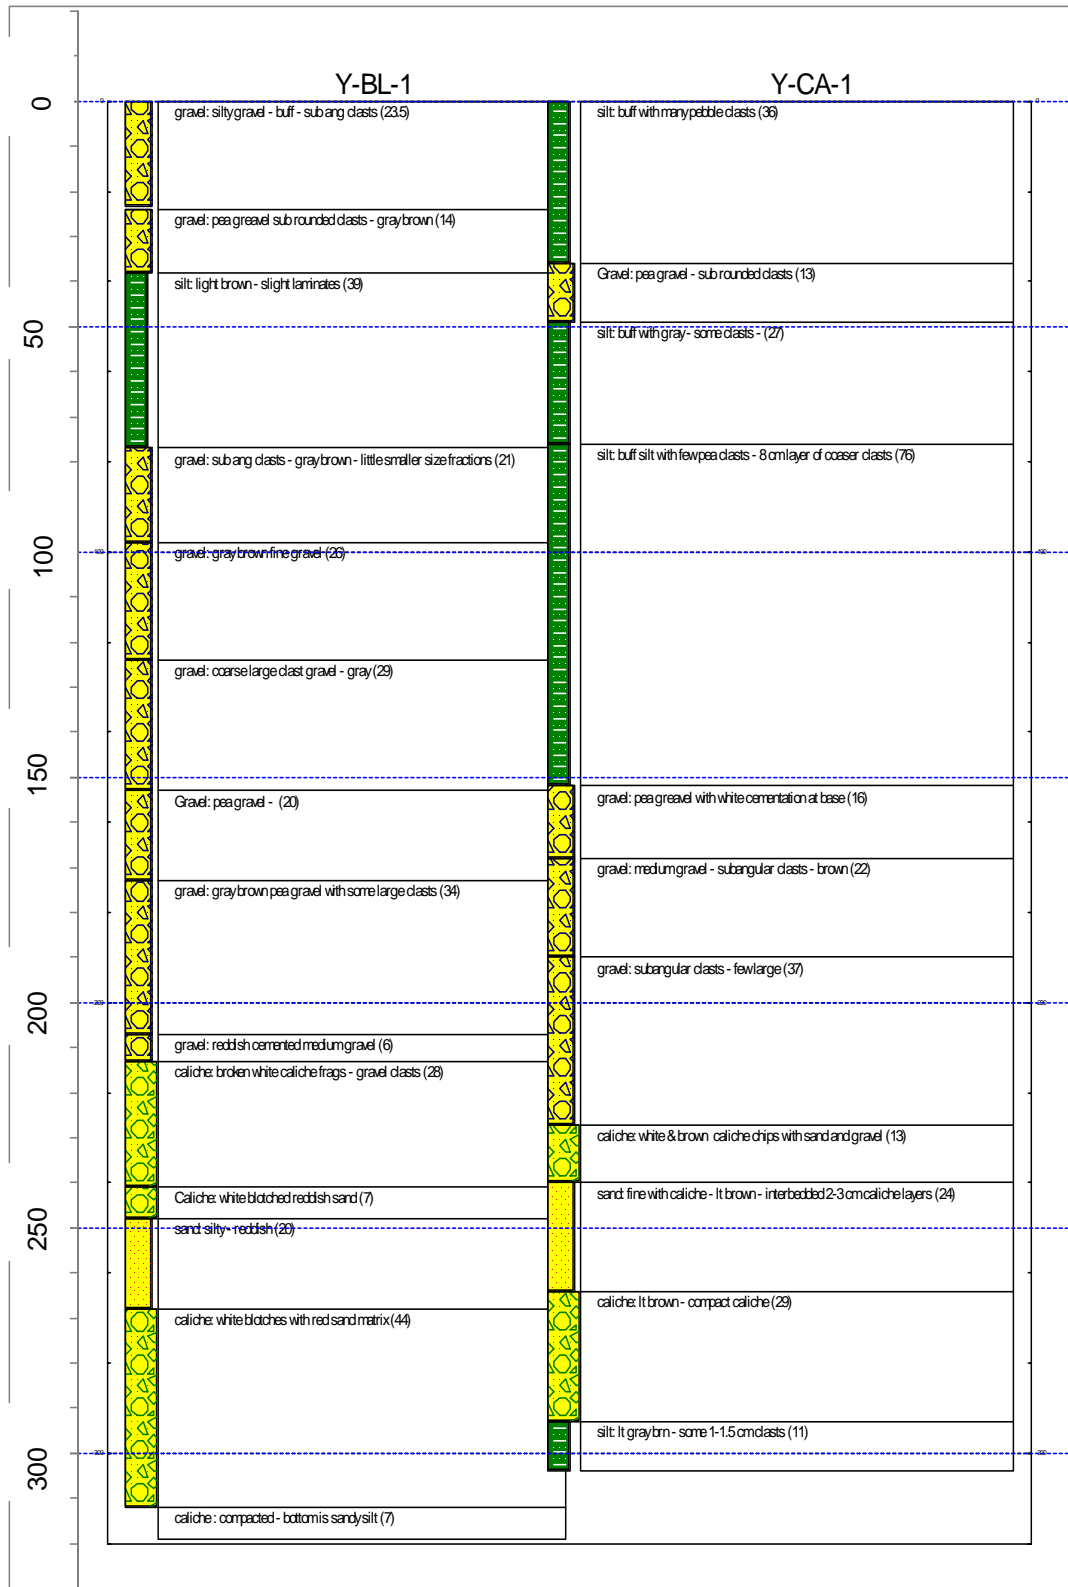 Y-BL-1
Y-CA-1
0
50
100
150
200
250
300
gravel: silty gravel - buff - sub ang clasts (23.5)
gravel: pea greavel sub rounded clasts - gray brown (14)
silt: light brown - slight laminates (39)
gravel: sub ang clasts - gray brown - little smaller size fractions (21)
gravel: gray brown fine gravel (26)
gravel: coarse large clast gravel - gray (29)
Gravel: pea gravel - (20)
gravel: gray brown pea gravel with some large clasts (34)
gravel: reddish cemented medium gravel (6)
caliche: broken white caliche frags - gravel clasts (28)
Caliche: white blotched reddish sand (7)
sand: silty - reddish (20)
caliche: white blotches with red sand matrix (44)
caliche : compacted - bottom is sandy silt (7)
silt: buff with many pebble clasts (36)
Gravel: pea gravel - sub rounded clasts (13)
silt: buff with gray - some clasts - (27)
silt: buff silt with few pea clasts - 8 cm layer of coaser clasts (76)
gravel: pea greavel with white cementation at base (16)
gravel: medium gravel - subangular clasts - brown (22)
gravel: subangular clasts - few large (37)
caliche: white & brown caliche chips with sand and gravel (13)
sand: fine with caliche - lt brown - interbedded 2-3 cm caliche layers (24)
caliche: lt brown - compact caliche (29)
silt: lt gray brn - some 1-1.5 cm clasts (11)